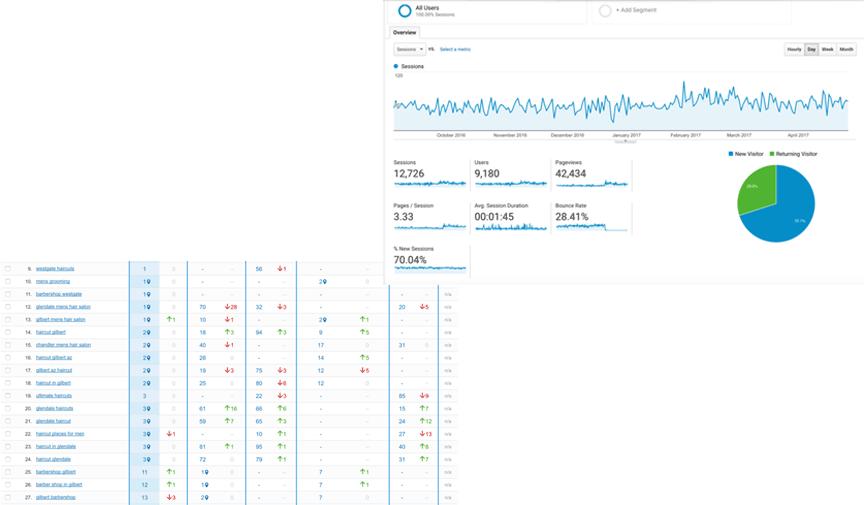 All Users
100.00% Sessions
+ Add Segment
Overview
Sessions vs. Select a metric
Hourly Day Week Month
Sessions
120
October 2016 November 2016 December 2016 January 2017 February 2017 March 2017 April 2017
New Visitor Returning Visitor
Sessions Users Pageviews
12,726 9,180 42,434
Pages / Session Avg. Session Duration Bounce Rate
3.33 00:01:45 28.41%
% New Sessions
70.04%
9. westgate haircuts 1 0 - - 56 1 - - - - n/a
10. mens grooming 1 0 - - - - 2 - - n/a
11. barbershop westgate 1 0 - - - - - - - - n/a
12. glendale mens hair salon 1 0 70 28 32 3 - - 20 5 n/a
13. gilbert mens hair salon 1 1 10 1 - - 2 1 - - n/a
14. haircut gilbert 2 0 18 3 94 3 9 5 - - n/a
15. chandler mens hair salon 2 0 40 1 - - 17 31 0 n/a
16. haircut gilbert az 2 0 26 0 - - 14 5 - - n/a
17. gilbert az haircut 2 0 19 3 75 3 12 5 - - n/a
18. haircut in gilbert 2 0 25 0 80 6 12 0 - - n/a
19. ultimate haircuts 3 0 - - 22 3 - - 85 9 n/a
20. glendale haircuts 3 0 61 16 66 6 - - 15 7 n/a
21. glendale haircut 3 0 59 7 65 3 - - 24 12 n/a
22. haircut places for men 3 1 - - 10 1 - - 27 13 n/a
23. haircut in glendale 3 0 81 1 95 1 - - 40 8 n/a
24. haircut glendale 3 0 72 0 79 1 - - 31 7 n/a
25. barbershop gilbert 11 1 1 0 - - 7 1 - - n/a
26. barber shop in gilbert 12 1 1 0 - - 7 1 - - n/a
27. gilbert barbershop 13 3 2 0 - - 7 0 - - n/a